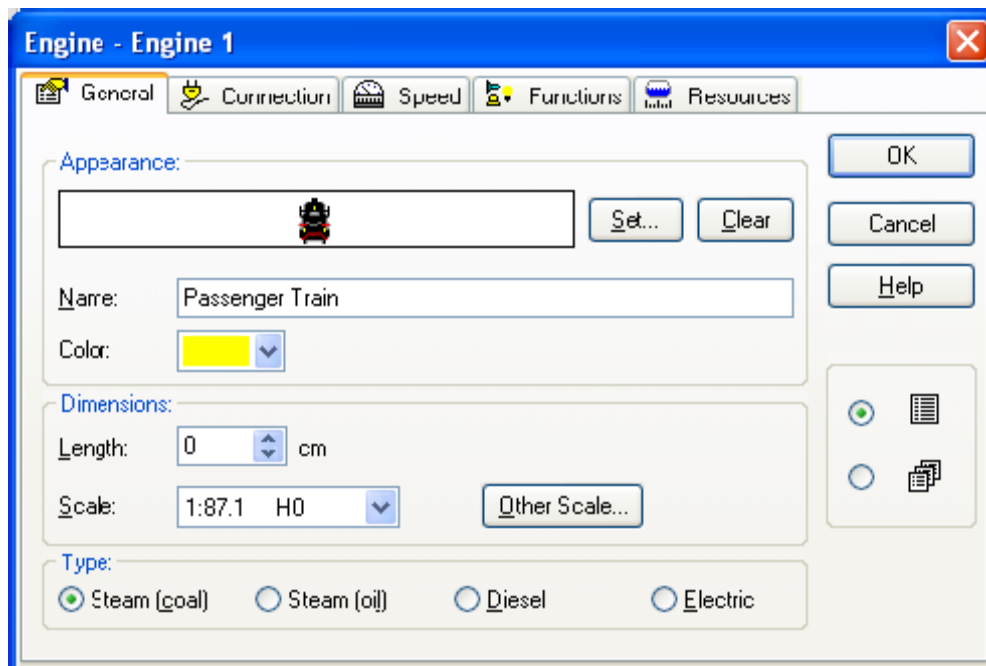 Engine - Engine 1
General Connection Speed Functions Resources
Appearance:
Set... Clear
Name: Passenger Train
Color:
Dimensions:
Length: 0 cm
Scale: 1:87.1 H0 Other Scale...
Type:
Steam (coal) Steam (oil) Diesel Electric
OK
Cancel
Help